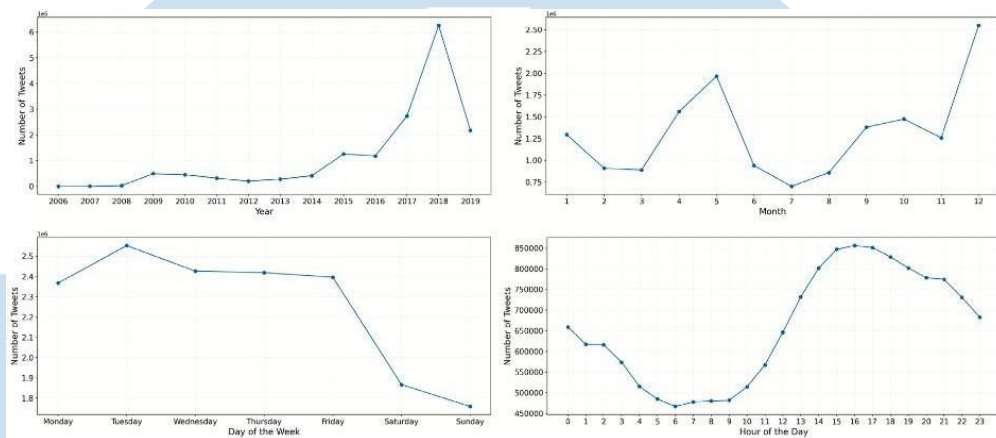 1e6
6
5
4
3
2
1
0
Number of Tweets
2006 2007 2008 2009 2010 2011 2012 2013 2014 2015 2016 2017 2018 2019
Year
1e6
2.50
2.25
2.00
1.75
1.50
1.25
1.00
0.75
Number of Tweets
1 2 3 4 5 6 7 8 9 10 11 12
Month
1e6
2.5
2.4
2.3
2.2
2.1
2.0
1.9
1.8
Number of Tweets
Monday Tuesday Wednesday Thursday Friday Saturday Sunday
Day of the Week
850000
800000
750000
700000
650000
600000
550000
500000
450000
Number of Tweets
0 1 2 3 4 5 6 7 8 9 10 11 12 13 14 15 16 17 18 19 20 21 22 23
Hour of the Day